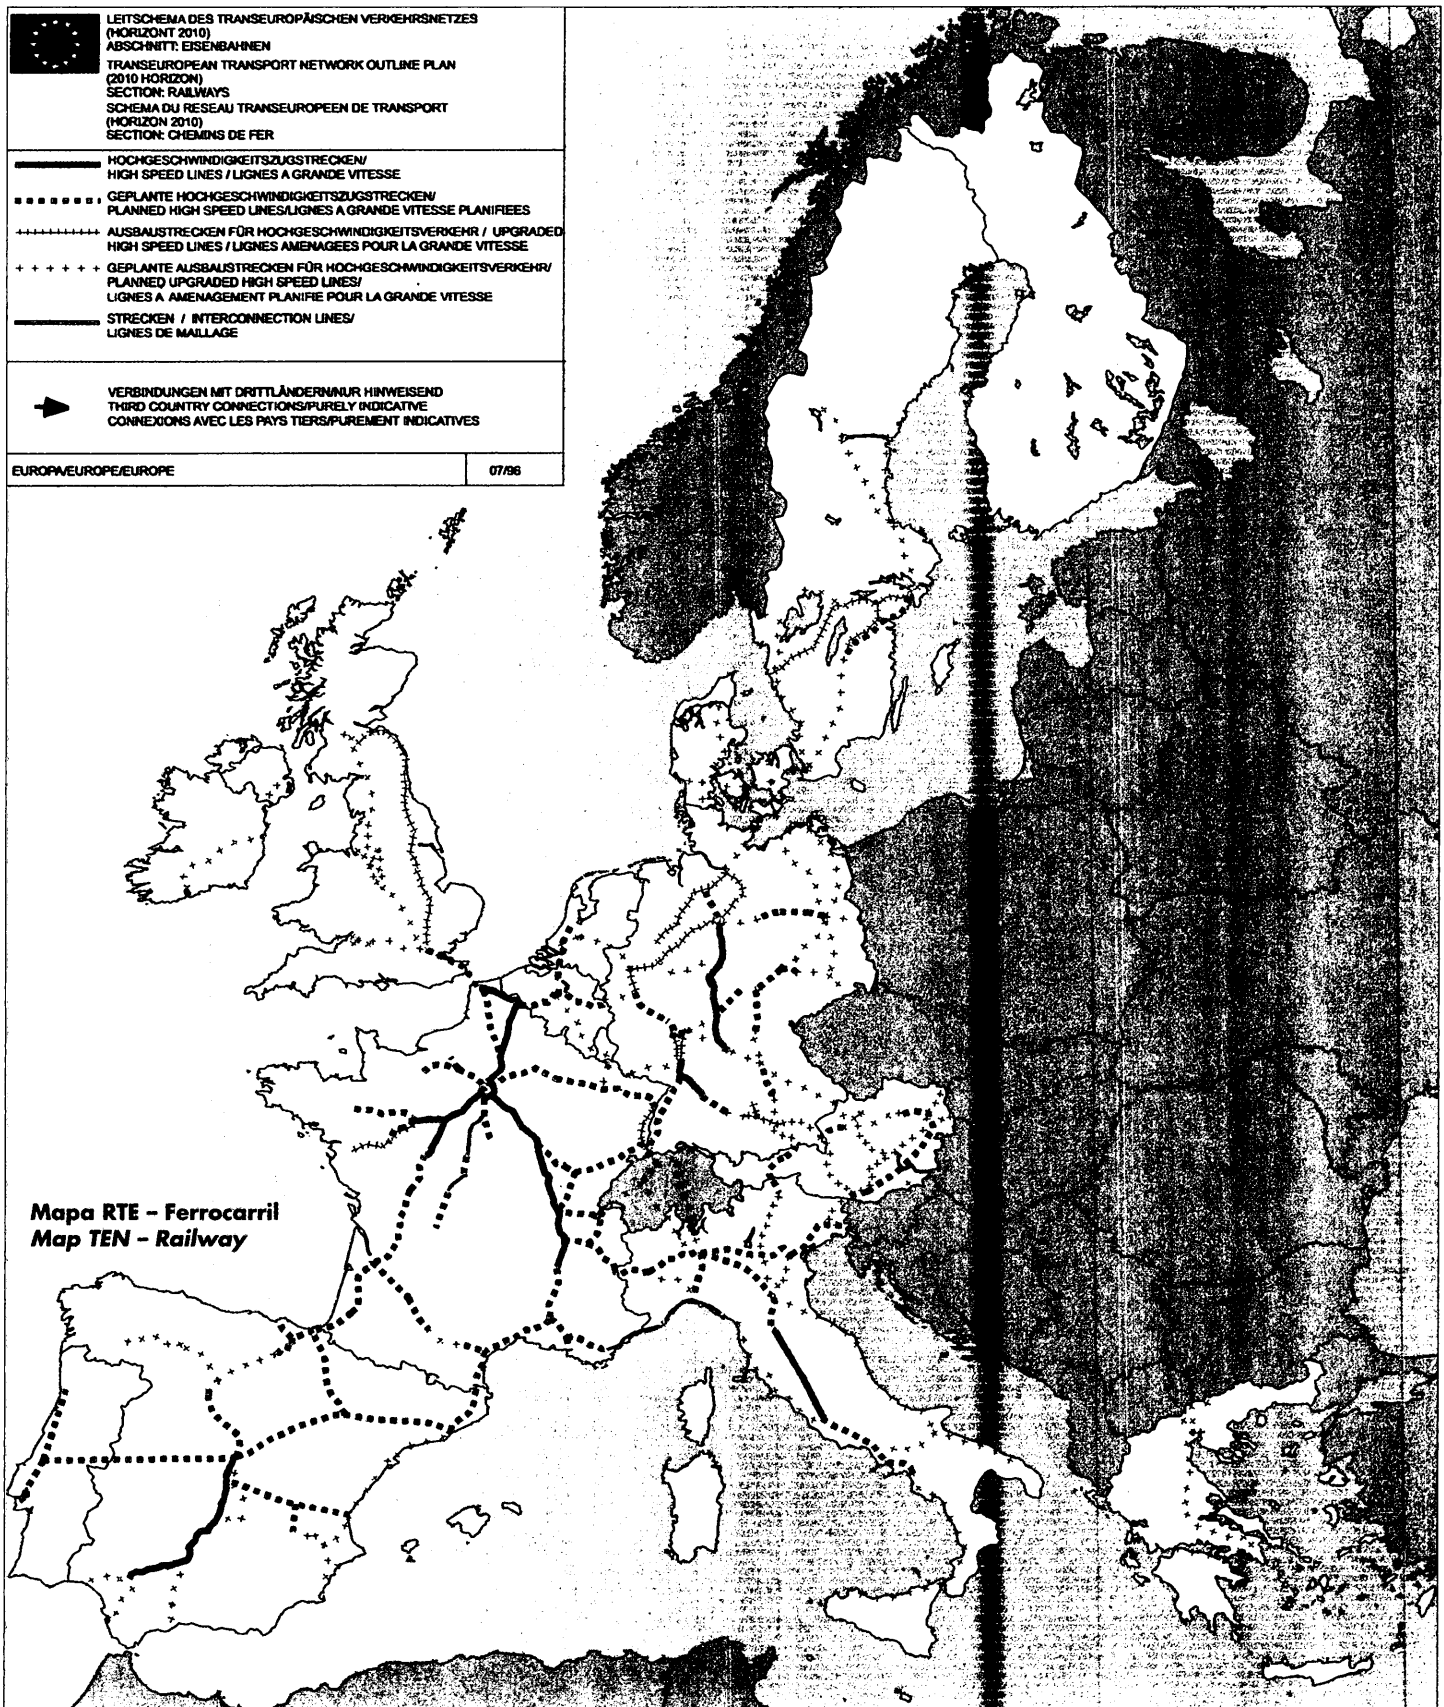 LEITSCHEMA DES TRANSEUROPÄISCHEN VERKEHRSNETZES
(HORIZONT 2010)
ABSCHNITT: EISENBAHNEN
TRANSEUROPEAN TRANSPORT NETWORK OUTLINE PLAN
(2010 HORIZON)
SECTION: RAILWAYS
SCHEMA DU RESEAU TRANSEUROPEEN DE TRANSPORT
(HORIZON 2010)
SECTION: CHEMINS DE FER
HOCHGESCHWINDIGKEITSZUGSTRECKEN/
HIGH SPEED LINES / LIGNES A GRANDE VITESSE
GEPLANTE HOCHGESCHWINDIGKEITSZUGSTRECKEN/
PLANNED HIGH SPEED LINES/LIGNES A GRANDE VITESSE PLANIFIEES
AUSBAUSTRECKEN FÜR HOCHGESCHWINDIGKEITSVERKEHR / UPGRADED
HIGH SPEED LINES / LIGNES AMENAGEES POUR LA GRANDE VITESSE
GEPLANTE AUSBAUSTRECKEN FÜR HOCHGESCHWINDIGKEITSVERKEHR/
PLANNED UPGRADED HIGH SPEED LINES/
LIGNES A AMENAGEMENT PLANIFIE POUR LA GRANDE VITESSE
STRECKEN / INTERCONNECTION LINES/
LIGNES DE MAILLAGE
VERBINDUNGEN MIT DRITTLÄNDERN/NUR HINWEISEND
THIRD COUNTRY CONNECTIONS/PURELY INDICATIVE
CONNEXIONS AVEC LES PAYS TIERS/PUREMENT INDICATIVES
EUROPA/EUROPE/EUROPE
07/96
Mapa RTE – Ferrocarril
Map TEN – Railway